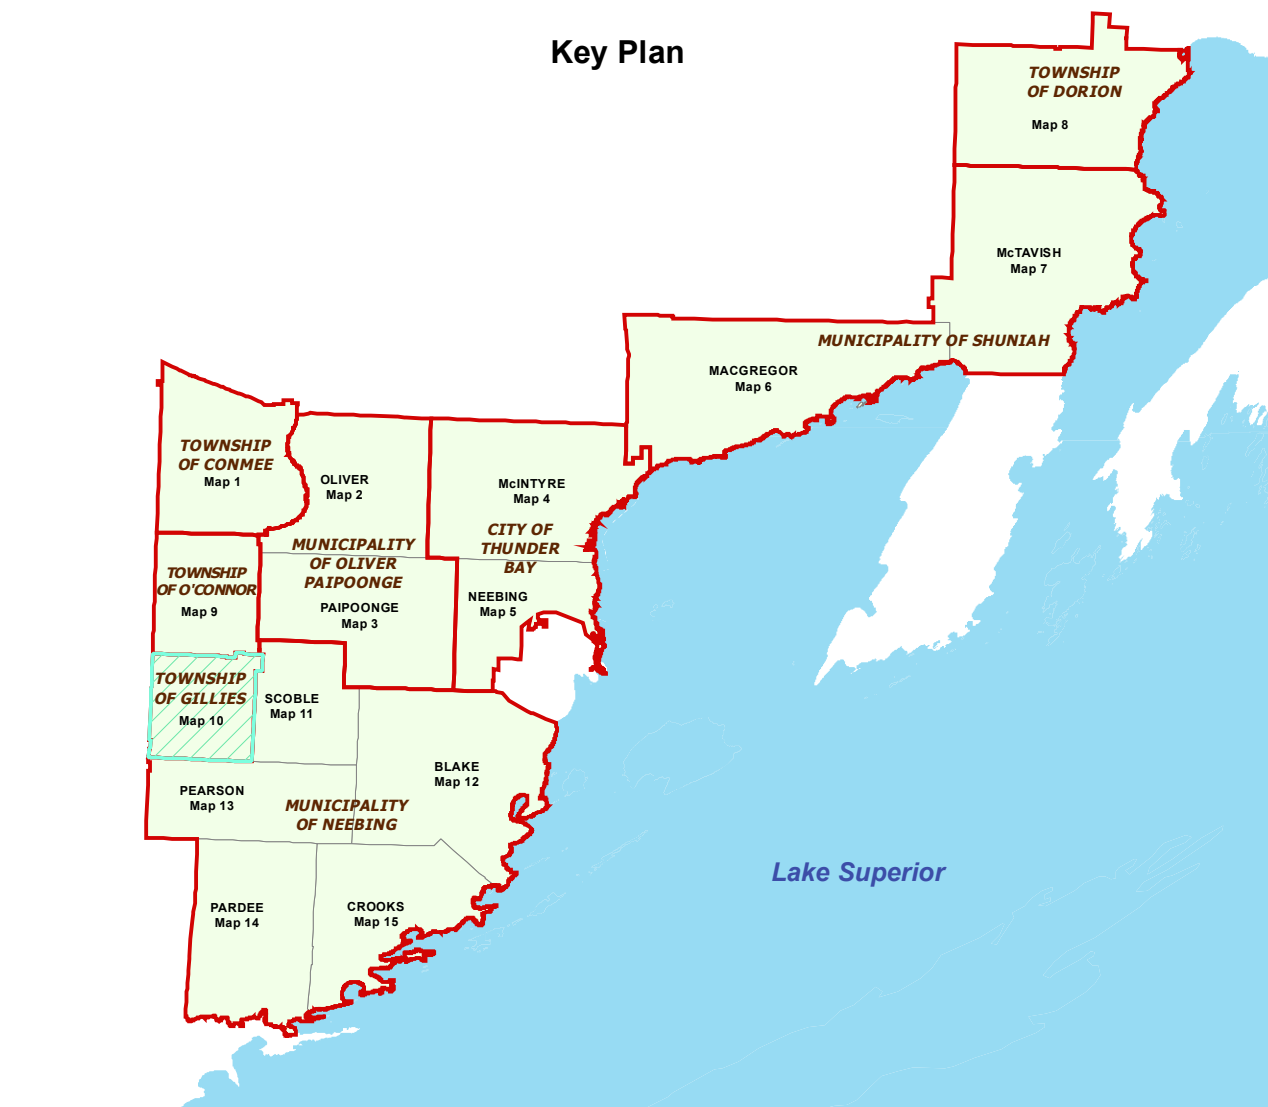 Key Plan
TOWNSHIP
OF DORION
Map 8
McTAVISH
Map 7
MUNICIPALITY OF SHUNIAH
MACGREGOR
Map 6
TOWNSHIP
OF CONMEE
Map 1
OLIVER
Map 2
McINTYRE
Map 4
CITY OF
THUNDER
BAY
MUNICIPALITY
OF OLIVER
PAIPOONGE
TOWNSHIP
OF O'CONNOR
Map 9
PAIPOONGE
Map 3
NEEBING
Map 5
TOWNSHIP
OF GILLIES
Map 10
SCOBLE
Map 11
BLAKE
Map 12
PEARSON
Map 13
MUNICIPALITY
OF NEEBING
Lake Superior
PARDEE
Map 14
CROOKS
Map 15